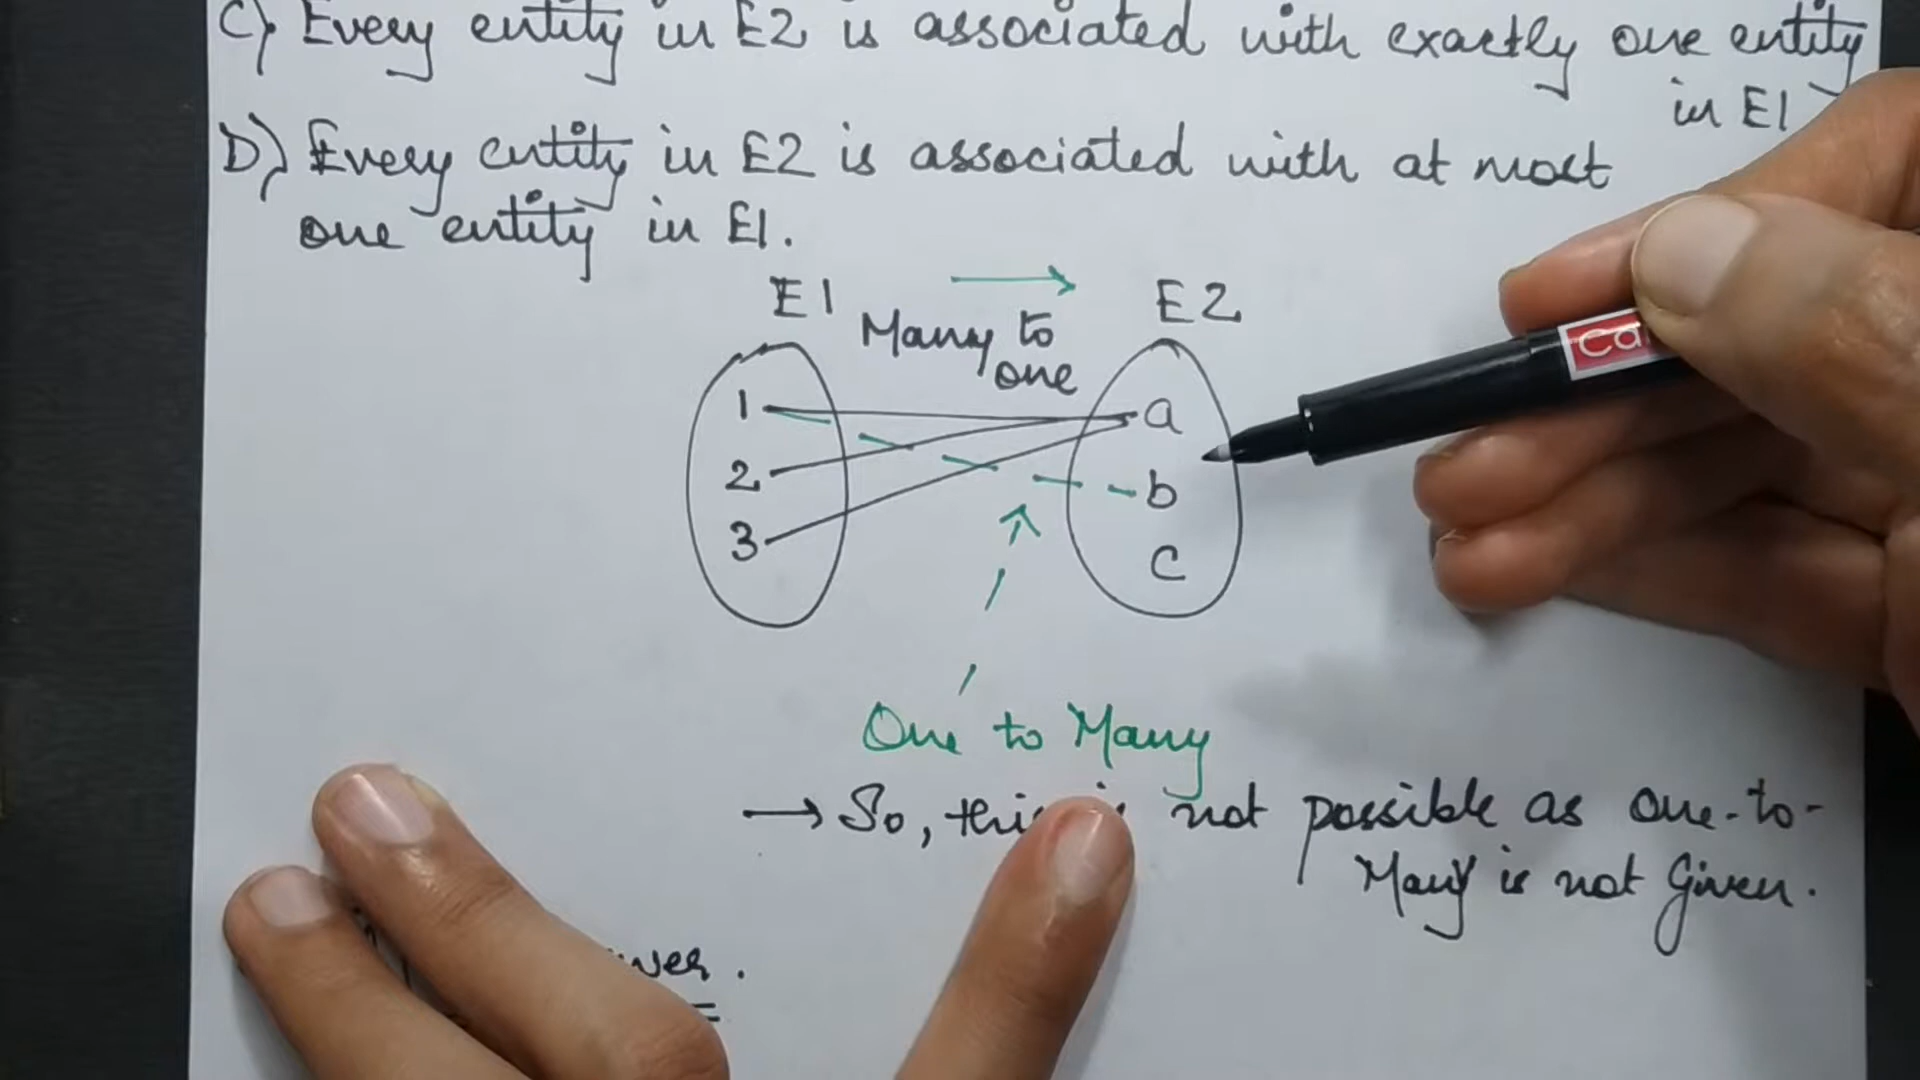 C) Every entity in E2 is associated with exactly one entity
in E1
D) Every entity in E2 is associated with at most
one entity in E1.
E1 E2
Many to
one
1 a
2 b
3 c
One to Many
→ So, this is not possible as One-to-
Many is not Given.